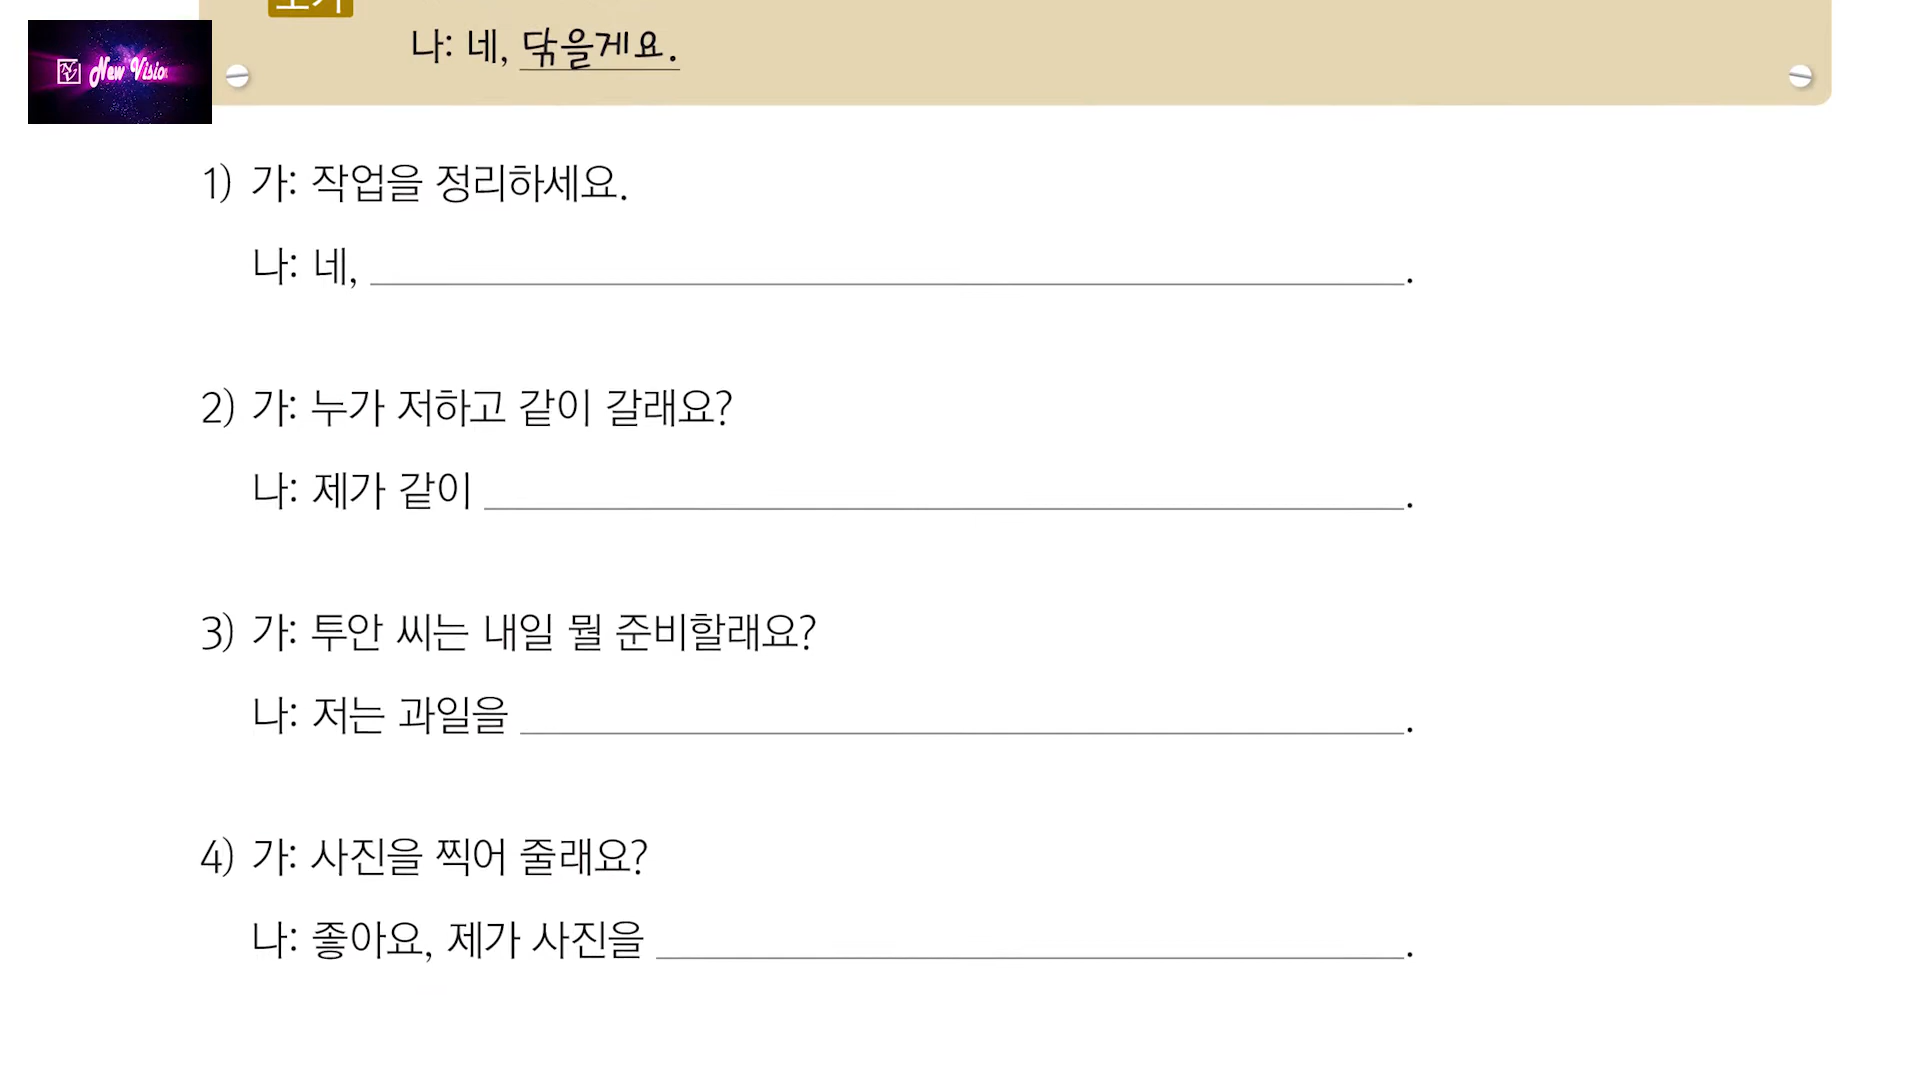 보기
나: 네, 닦을게요.
New Vision
1) 가: 작업을 정리하세요.
나: 네, .
2) 가: 누가 저하고 같이 갈래요?
나: 제가 같이 .
3) 가: 투안 씨는 내일 뭘 준비할래요?
나: 저는 과일을 .
4) 가: 사진을 찍어 줄래요?
나: 좋아요, 제가 사진을 .